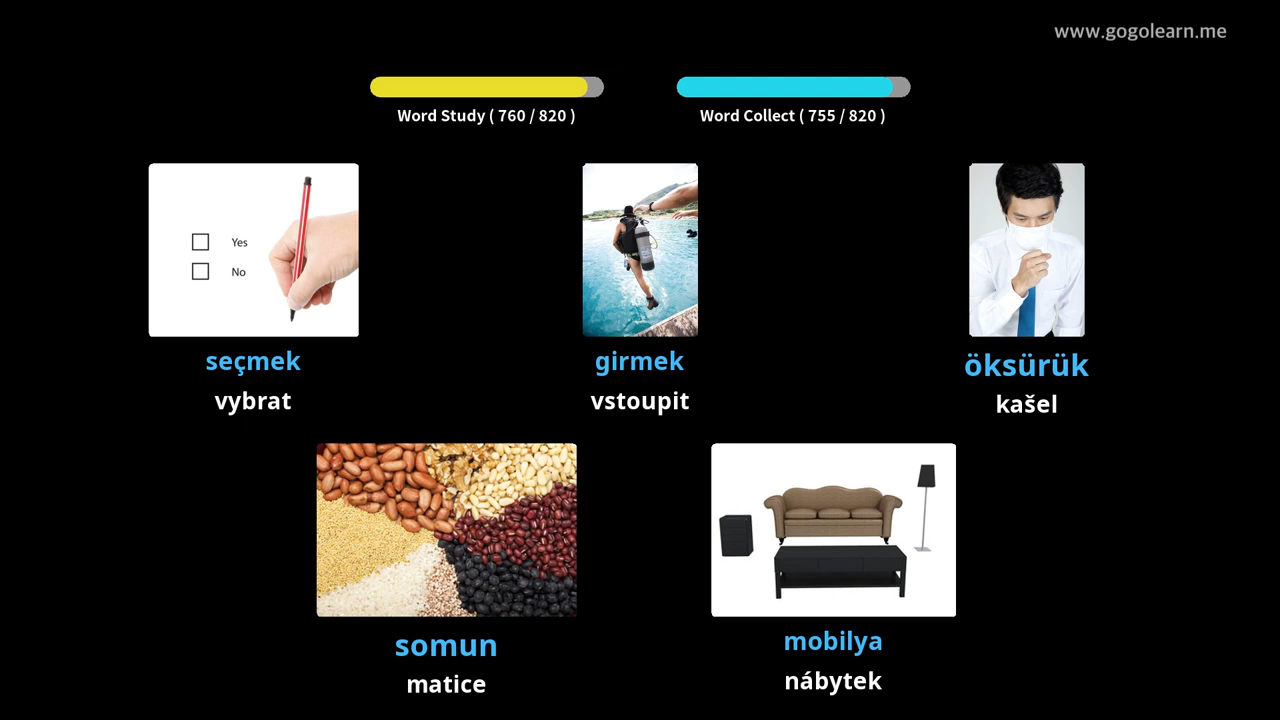 www.gogolearn.me
Word Study ( 760 / 820 )
Word Collect ( 755 / 820 )
Yes
No
seçmek
vybrat
girmek
vstoupit
öksürük
kašel
somun
matice
mobilya
nábytek